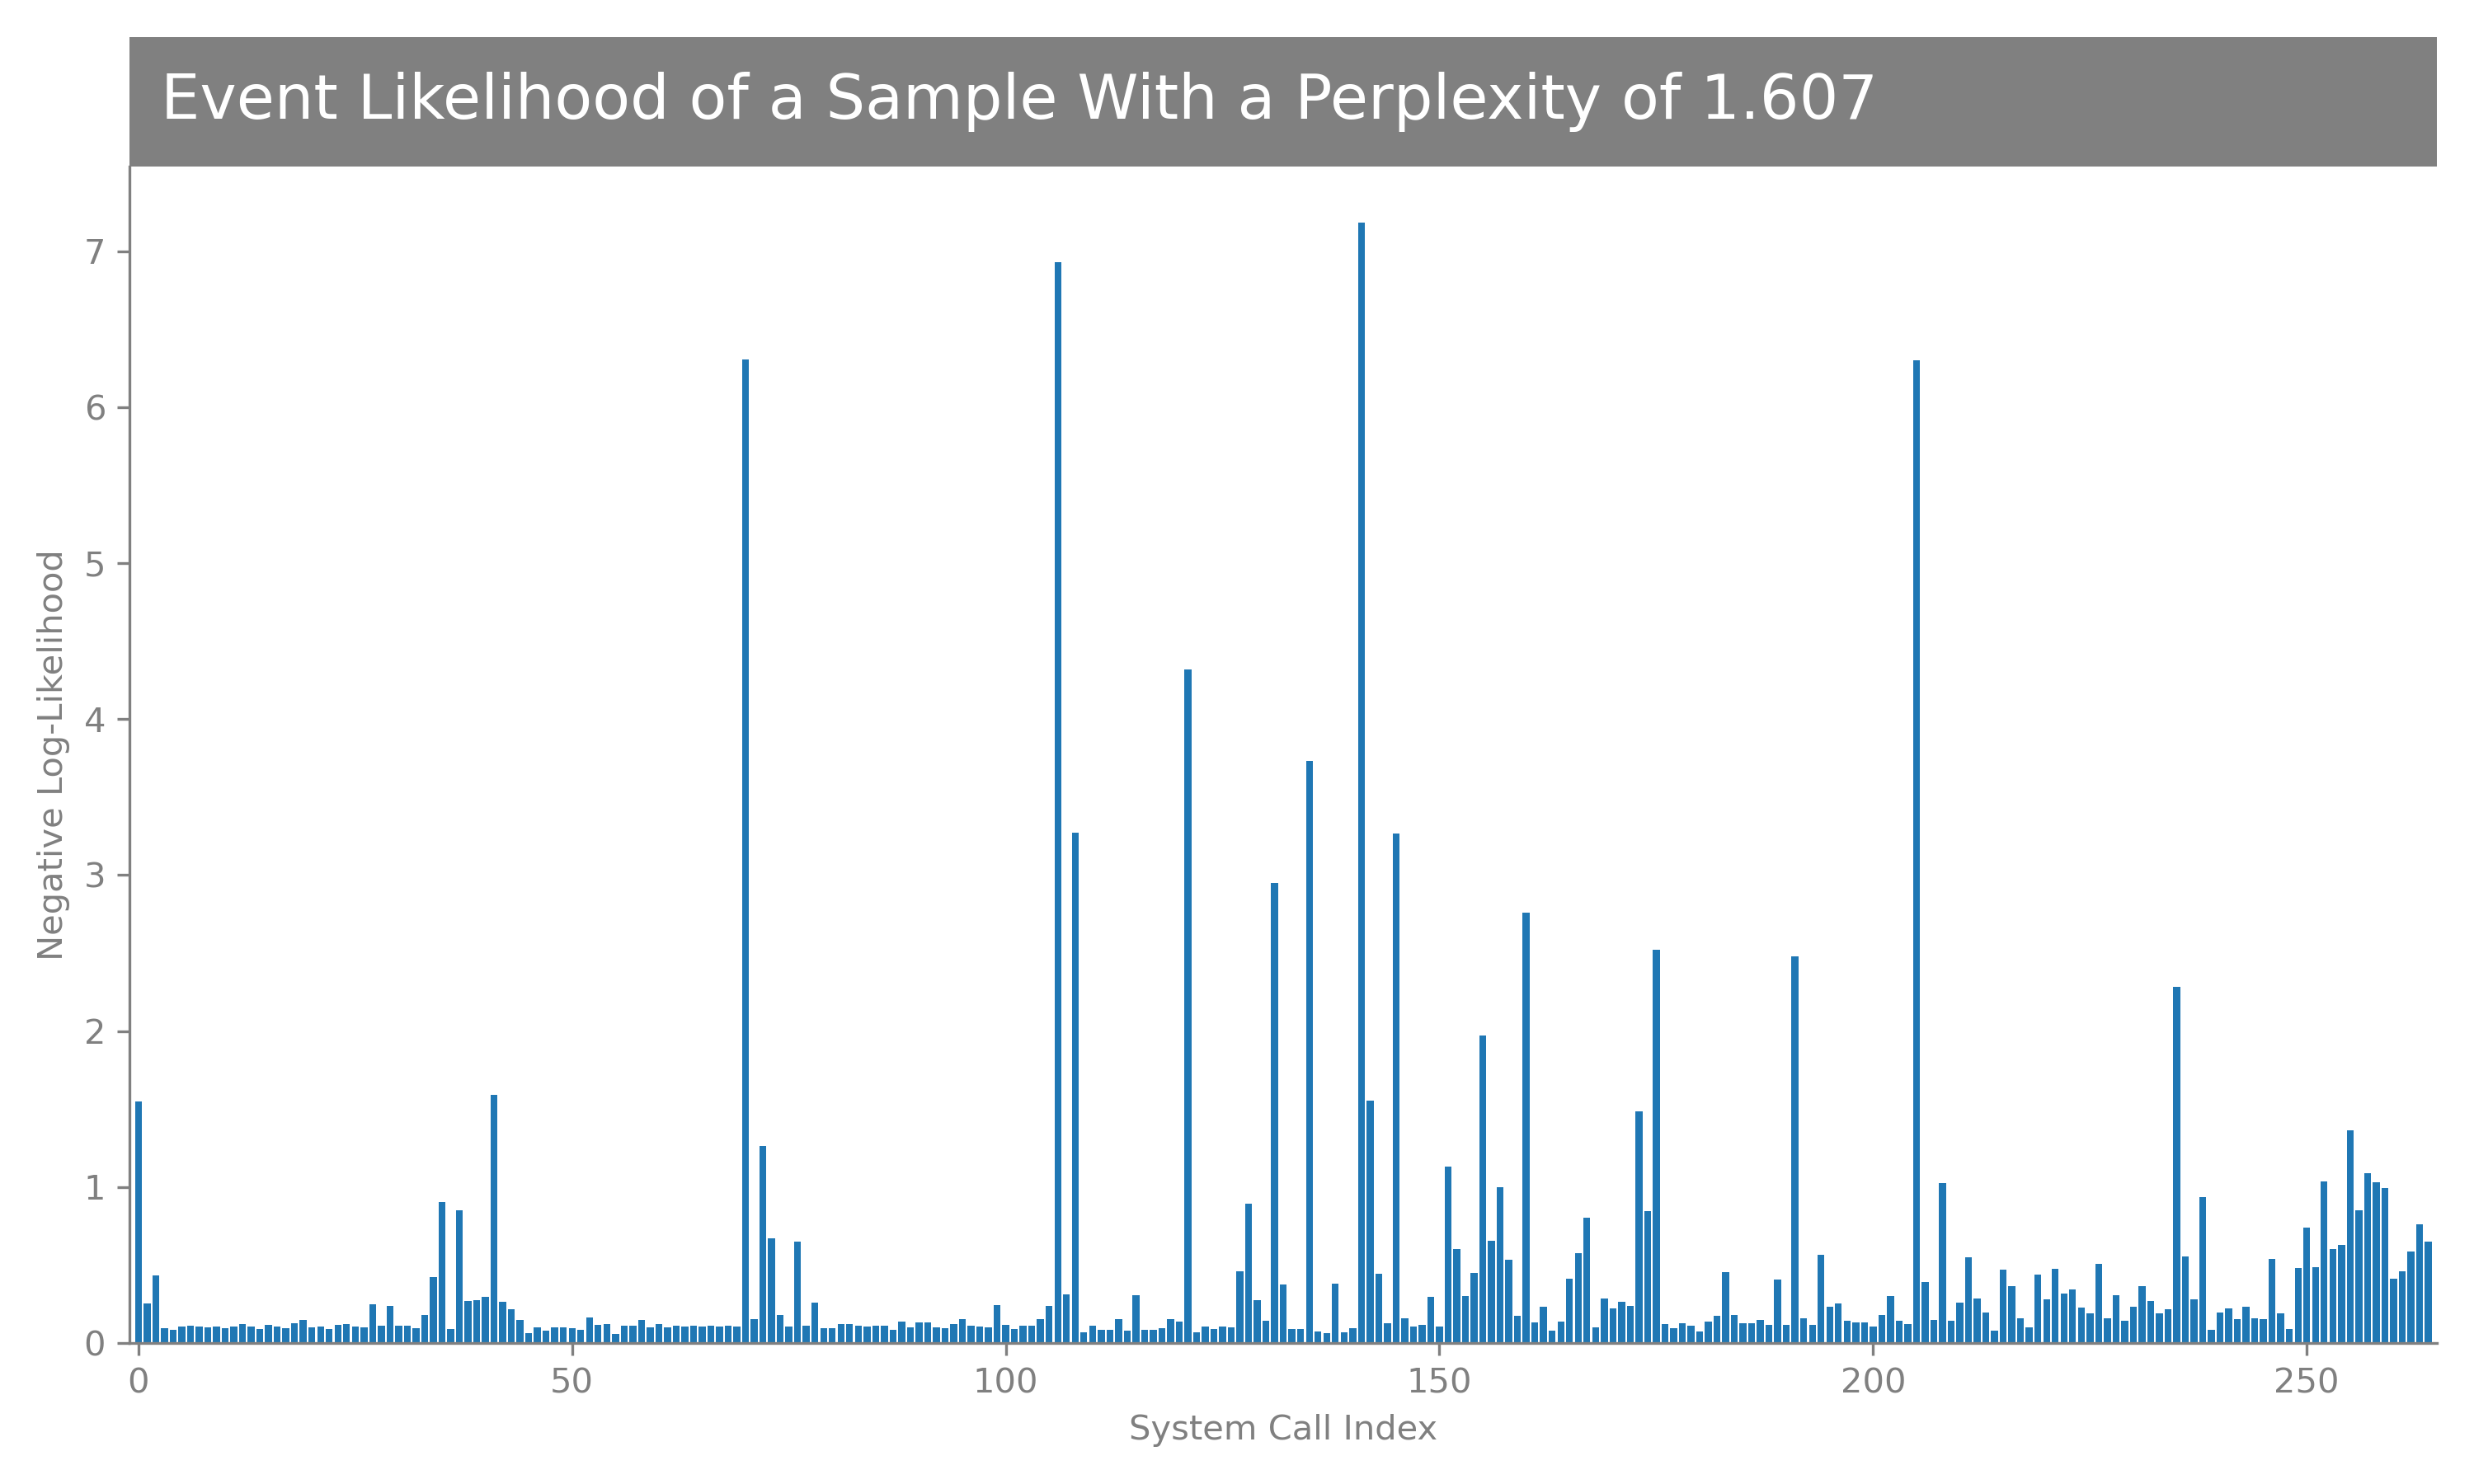 Event Likelihood of a Sample With a Perplexity of 1.607
7
6
5
4
3
2
1
0
Negative Log-Likelihood
0 50 100 150 200 250
System Call Index